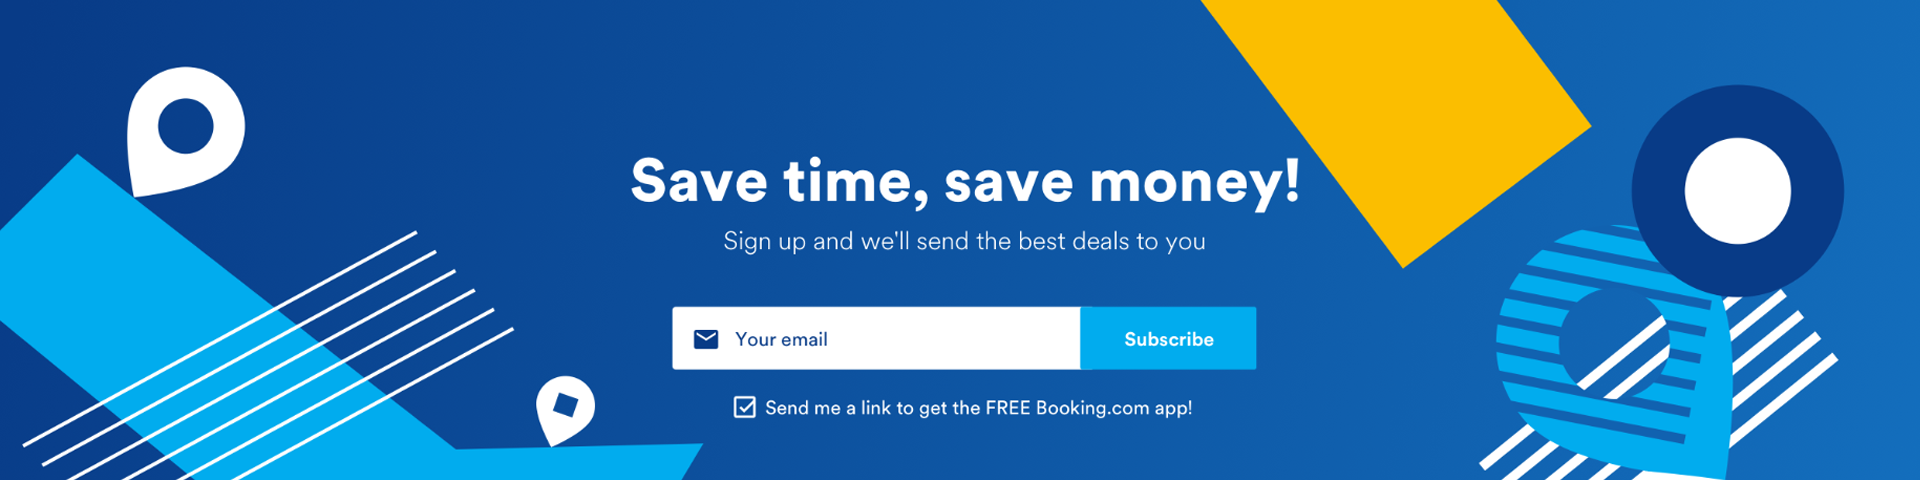 Save time, save money!
Sign up and we'll send the best deals to you
Your email
Subscribe
Send me a link to get the FREE Booking.com app!